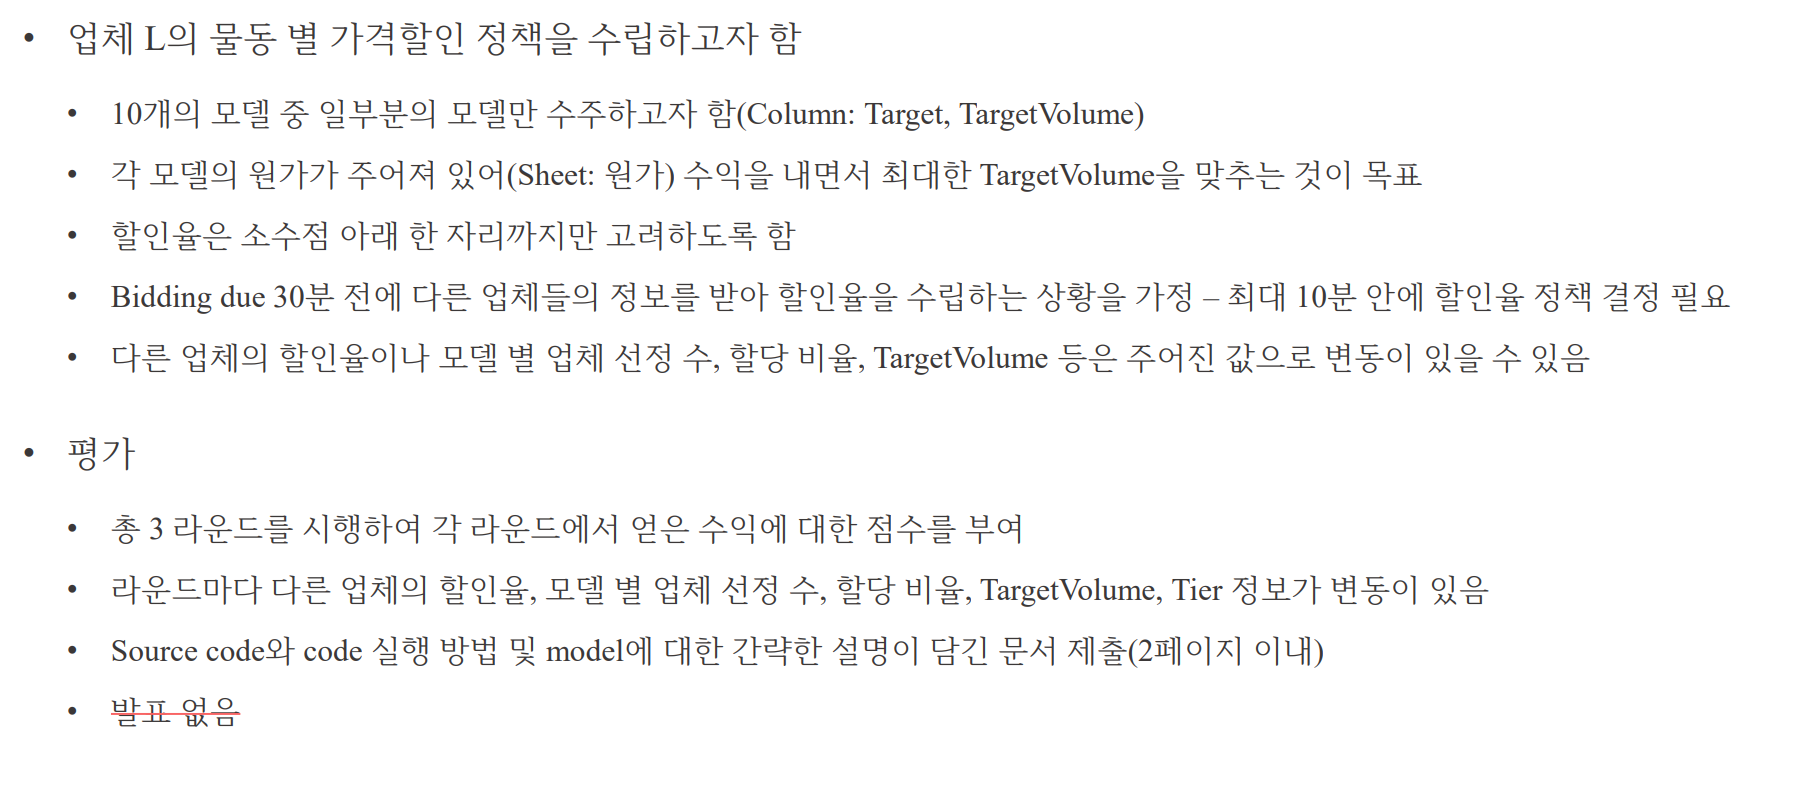 • 업체 L의 물동 별 가격할인 정책을 수립하고자 함
• 10개의 모델 중 일부분의 모델만 수주하고자 함(Column: Target, TargetVolume)
• 각 모델의 원가가 주어져 있어(Sheet: 원가) 수익을 내면서 최대한 TargetVolume을 맞추는 것이 목표
• 할인율은 소수점 아래 한 자리까지만 고려하도록 함
• Bidding due 30분 전에 다른 업체들의 정보를 받아 할인율을 수립하는 상황을 가정 – 최대 10분 안에 할인율 정책 결정 필요
• 다른 업체의 할인율이나 모델 별 업체 선정 수, 할당 비율, TargetVolume 등은 주어진 값으로 변동이 있을 수 있음
• 평가
• 총 3 라운드를 시행하여 각 라운드에서 얻은 수익에 대한 점수를 부여
• 라운드마다 다른 업체의 할인율, 모델 별 업체 선정 수, 할당 비율, TargetVolume, Tier 정보가 변동이 있음
• Source code와 code 실행 방법 및 model에 대한 간략한 설명이 담긴 문서 제출(2페이지 이내)
• 발표 없음